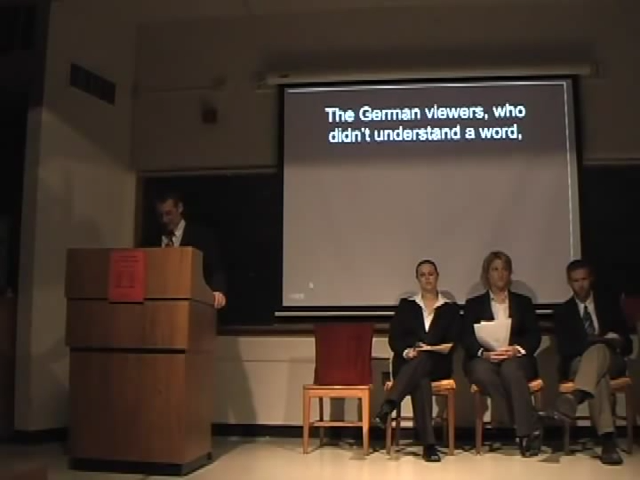 The German viewers, who
didn't understand a word,